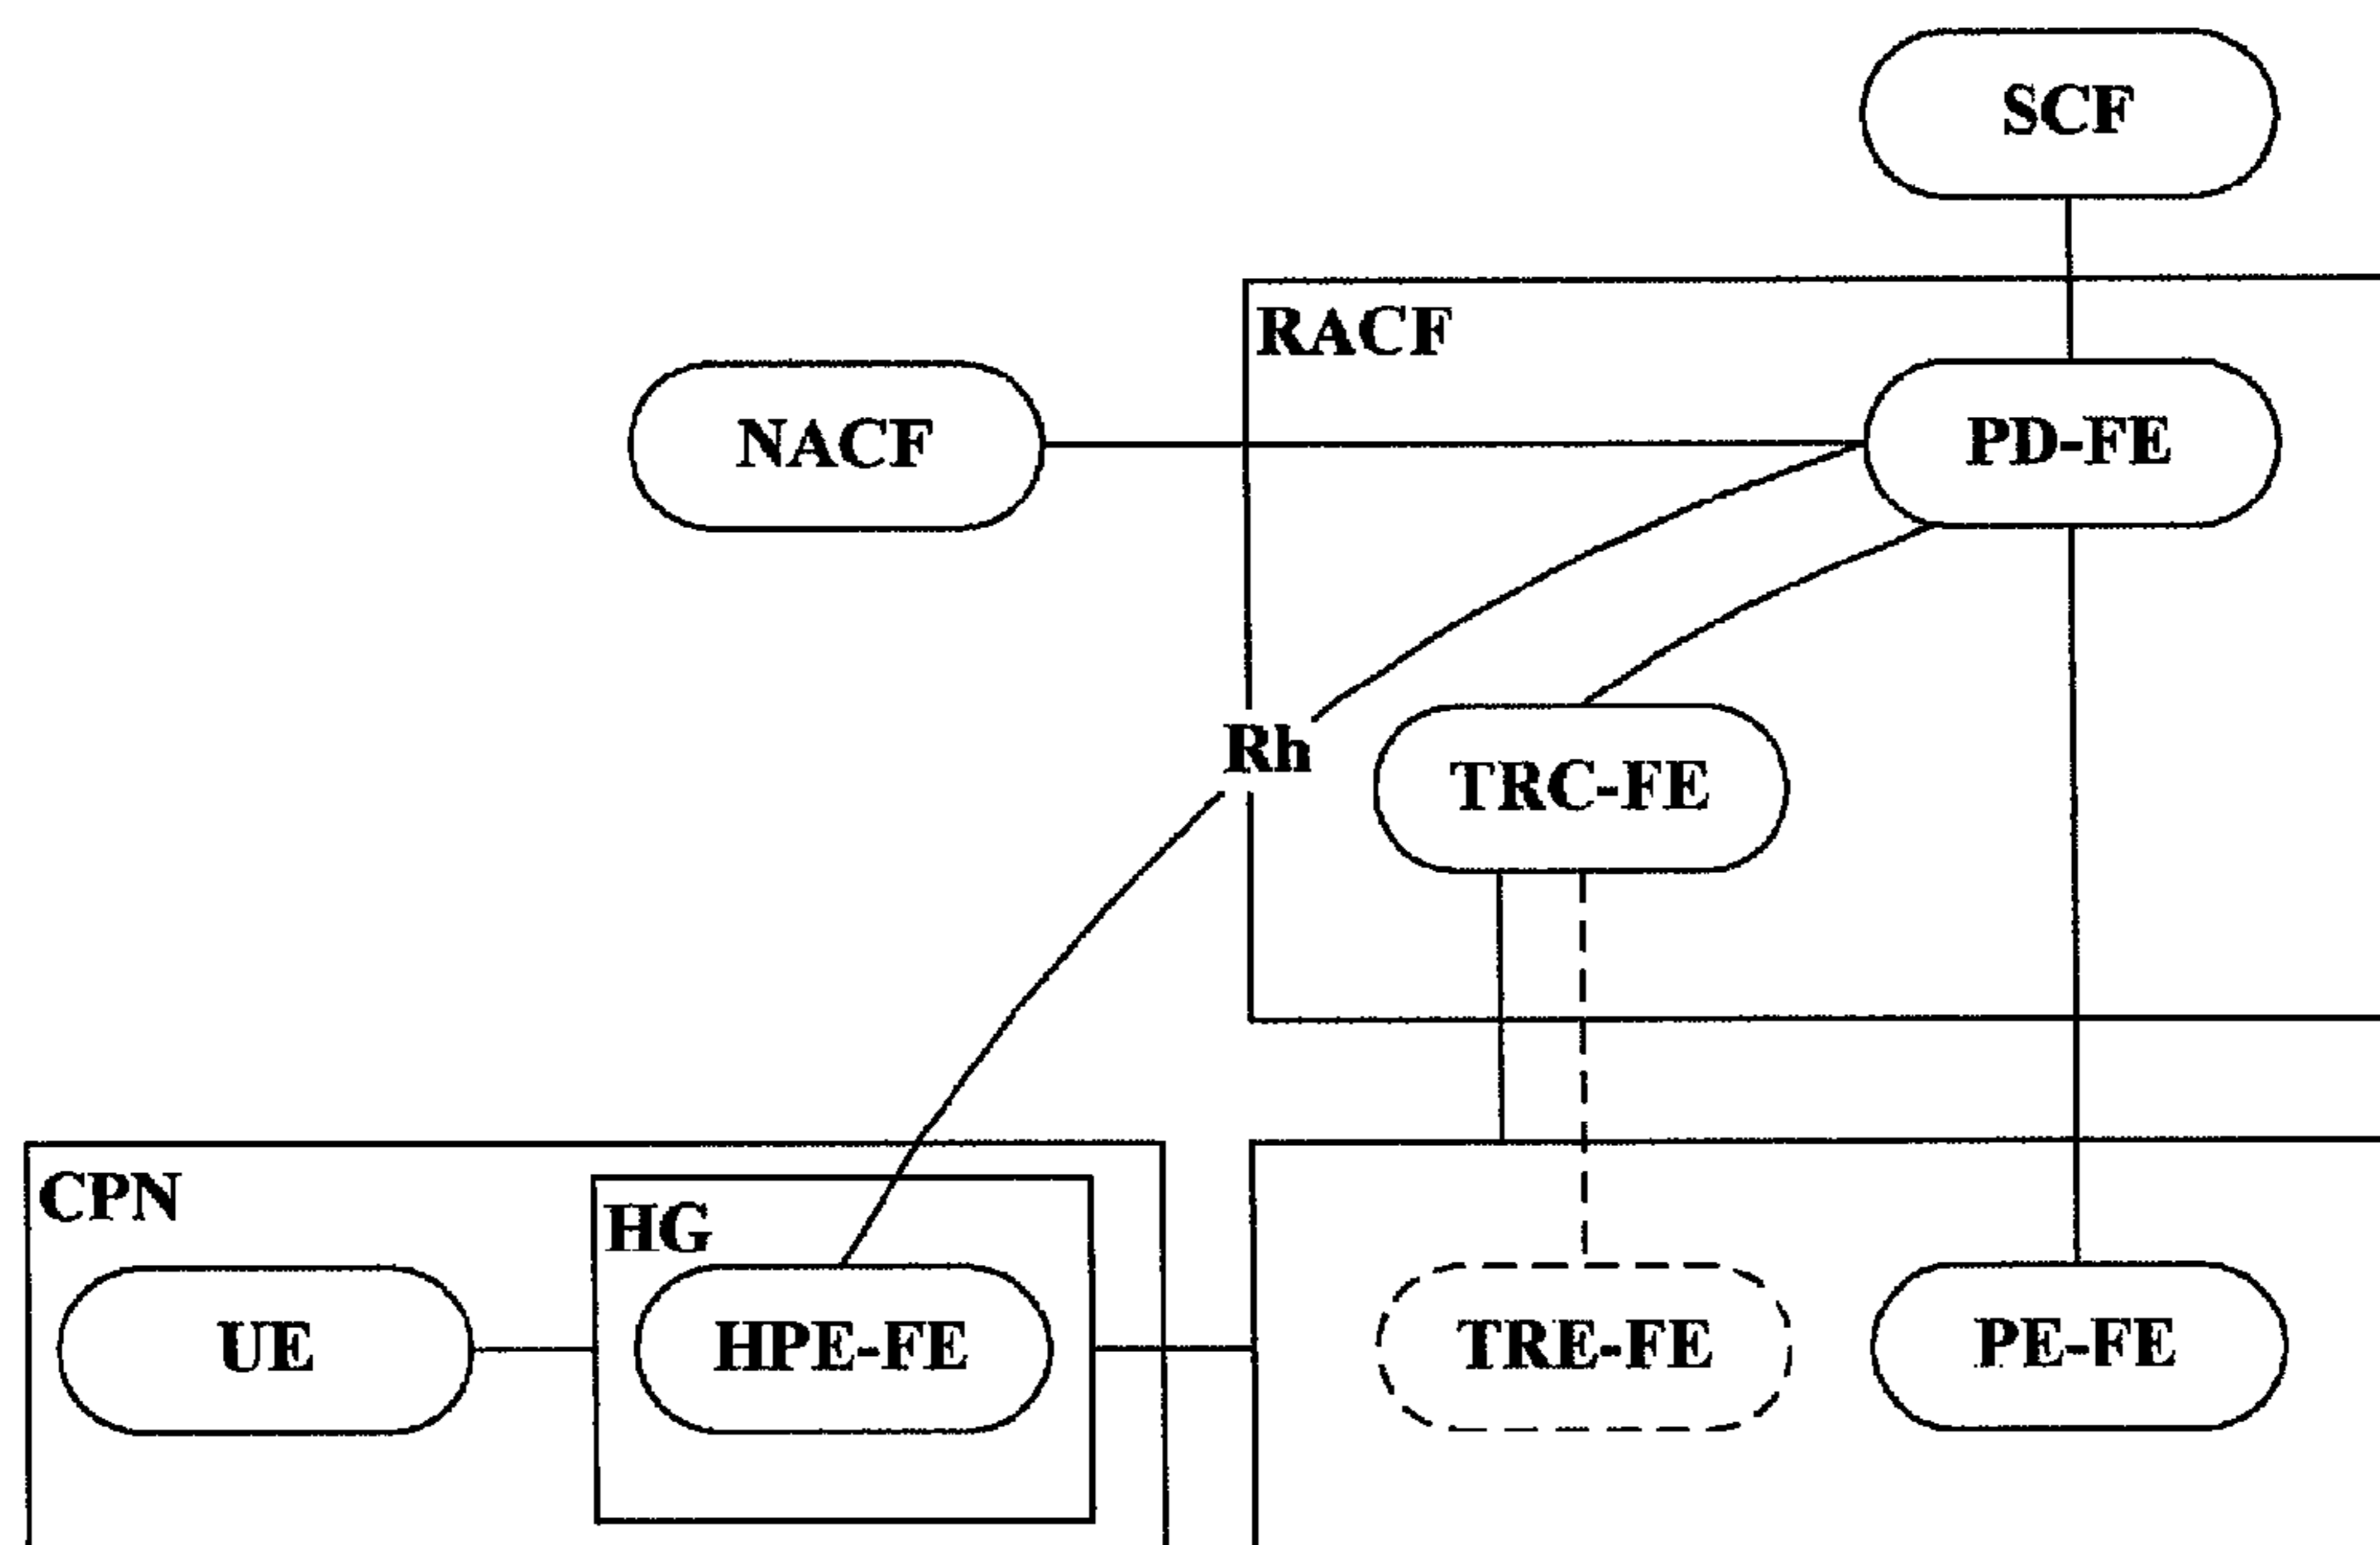 SCF
RACF
NACF
PD-FE
Rh
TRC-FE
CPN
HG
UE
HPE-FE
TRE-FE
PE-FE